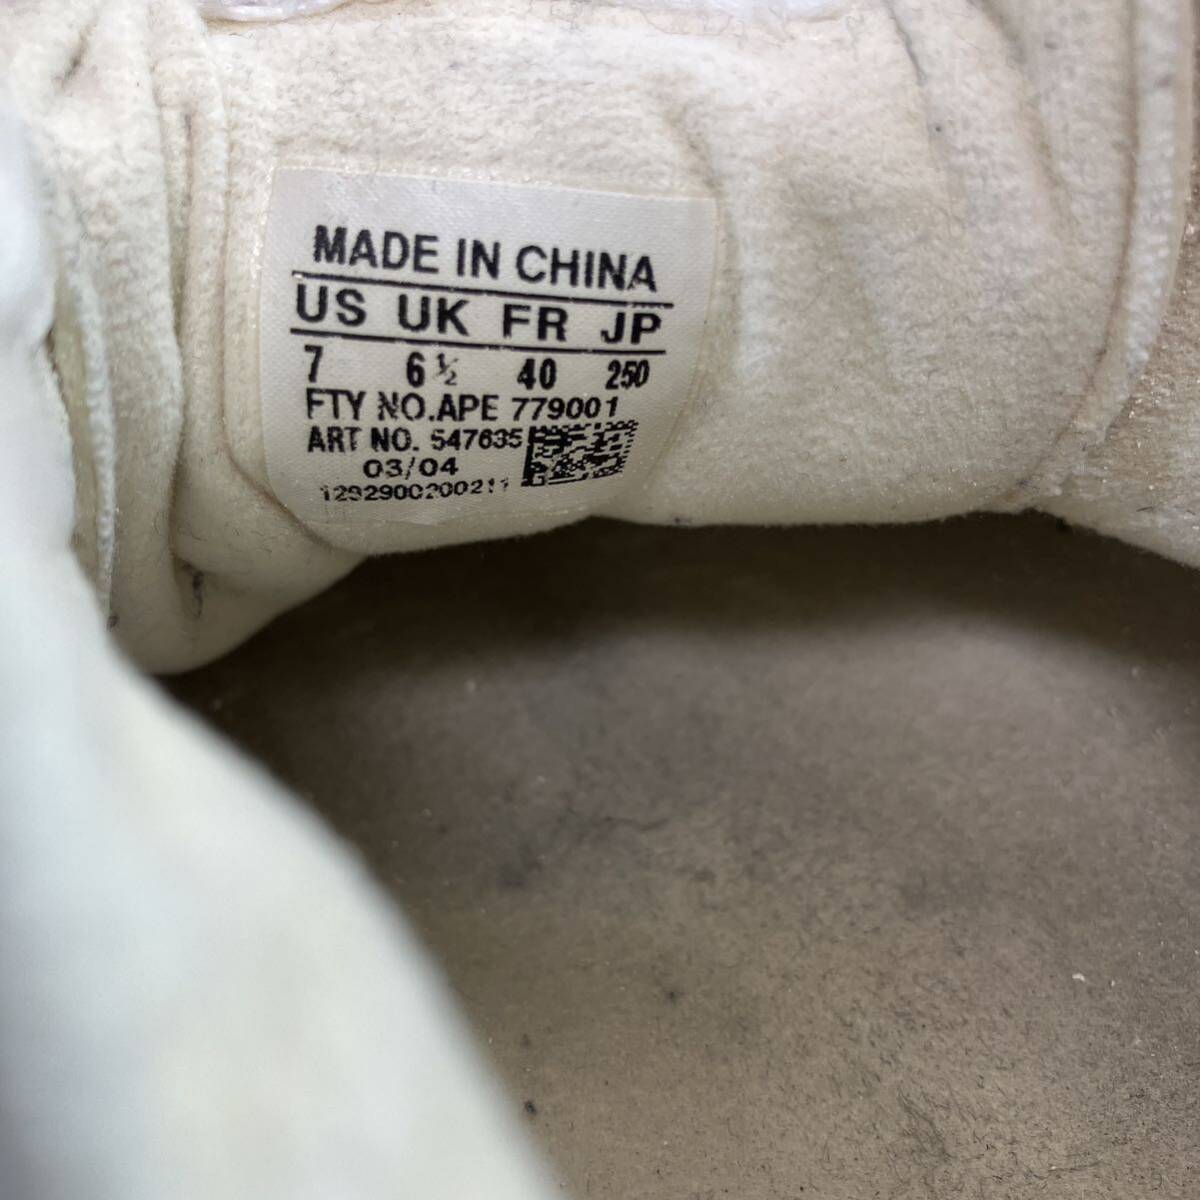 MADE IN CHINA
US UK FR JP
7 6½ 40 250
FTY NO.APE 779001
ART NO. 547635
03/04